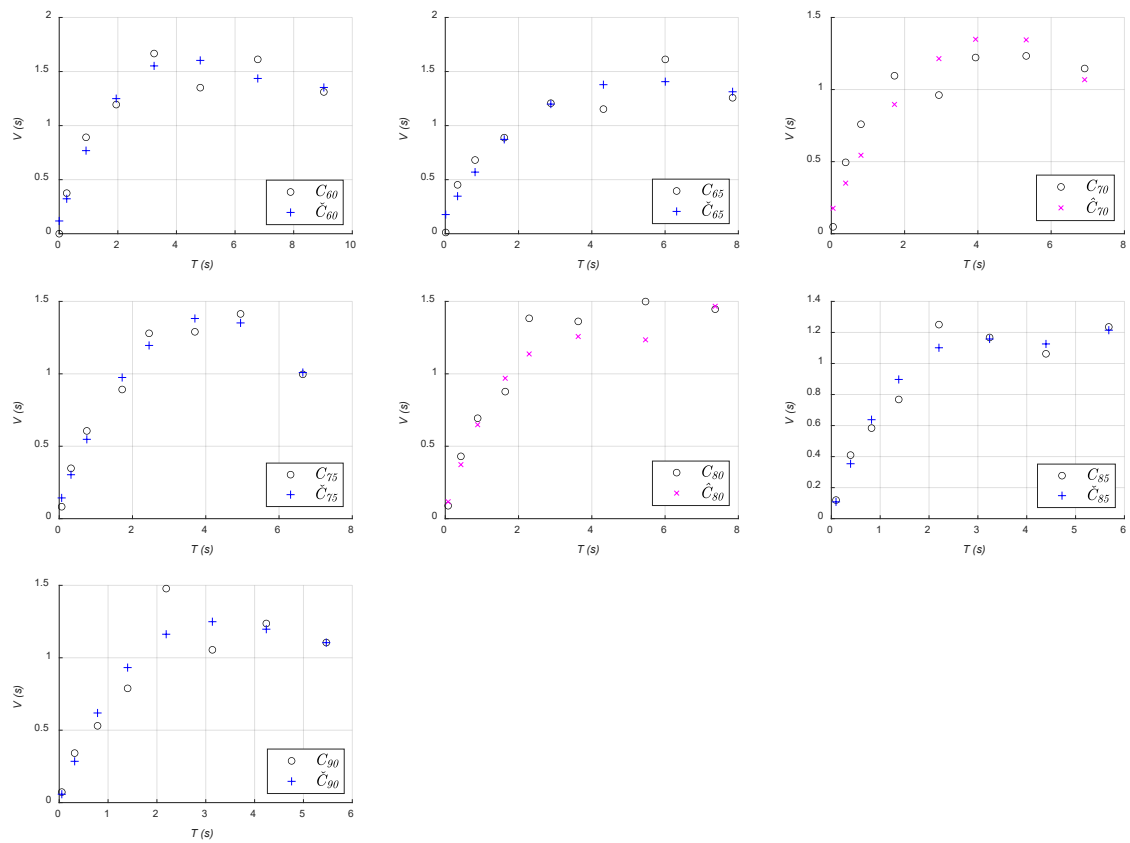 2
1.5
1
0.5
0
V (s)
0 2 4 6 8 10
T (s)
C60
Č60
2
1.5
1
0.5
0
V (s)
0 2 4 6 8
T (s)
C65
Č65
1.5
1
0.5
0
V (s)
0 2 4 6 8
T (s)
C70
Ĉ70
1.5
1
0.5
0
V (s)
0 2 4 6 8
T (s)
C75
Č75
1.5
1
0.5
0
V (s)
0 2 4 6 8
T (s)
C80
Ĉ80
1.4
1.2
1
0.8
0.6
0.4
0.2
0
V (s)
0 1 2 3 4 5 6
T (s)
C85
Č85
1.5
1
0.5
0
V (s)
0 1 2 3 4 5 6
T (s)
C90
Č90